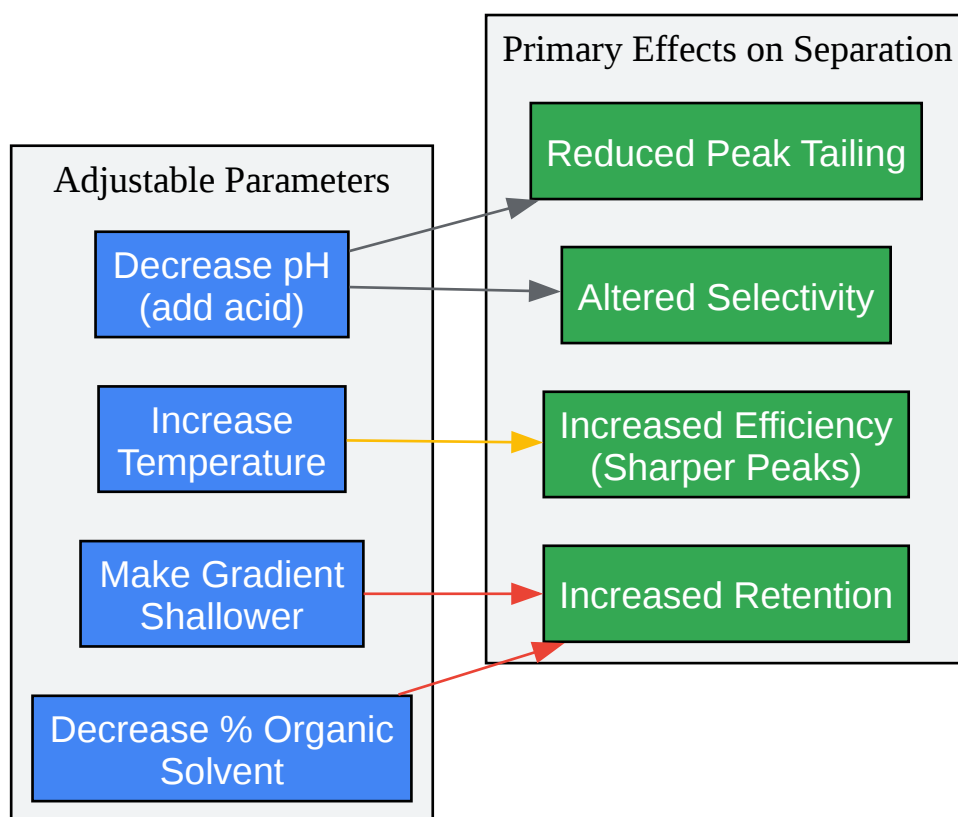 Adjustable Parameters
Decrease pH
(add acid)
Increase
Temperature
Make Gradient
Shallower
Decrease % Organic
Solvent
Primary Effects on Separation
Reduced Peak Tailing
Altered Selectivity
Increased Efficiency
(Sharper Peaks)
Increased Retention